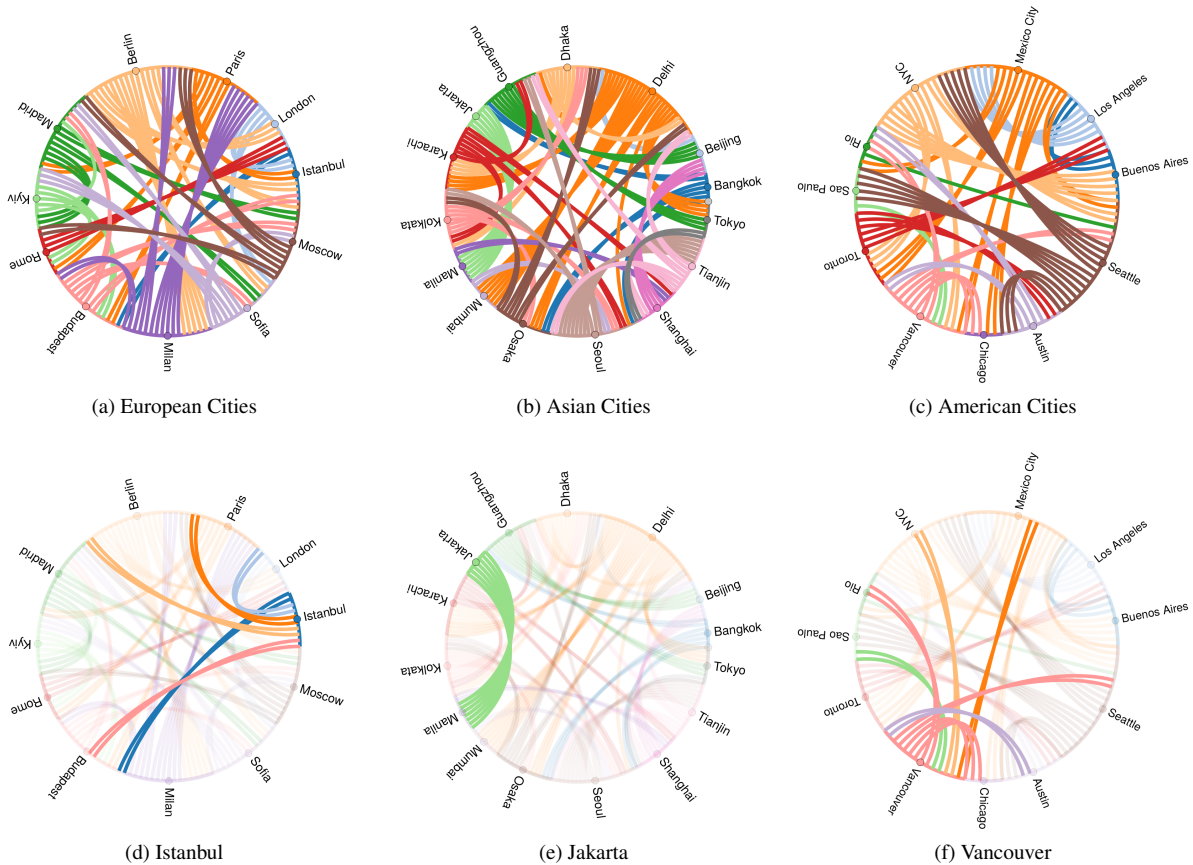 Berlin
Paris
London
Istanbul
Moscow
Sofia
Milan
Budapest
Rome
Kyiv
Madrid
(a) European Cities
Dhaka
Delhi
Beijing
Bangkok
Tokyo
Tianjin
Shanghai
Seoul
Osaka
Mumbai
Manila
Kolkata
Karachi
Jakarta
Guangzhou
(b) Asian Cities
Mexico City
Los Angeles
Buenos Aires
Seattle
Austin
Chicago
Vancouver
Toronto
Sao Paulo
Rio
NYC
(c) American Cities
Berlin
Paris
London
Istanbul
Moscow
Sofia
Milan
Budapest
Rome
Kyiv
Madrid
(d) Istanbul
Dhaka
Delhi
Beijing
Bangkok
Tokyo
Tianjin
Shanghai
Seoul
Osaka
Mumbai
Manila
Kolkata
Karachi
Jakarta
Guangzhou
(e) Jakarta
Mexico City
Los Angeles
Buenos Aires
Seattle
Austin
Chicago
Vancouver
Toronto
Sao Paulo
Rio
NYC
(f) Vancouver